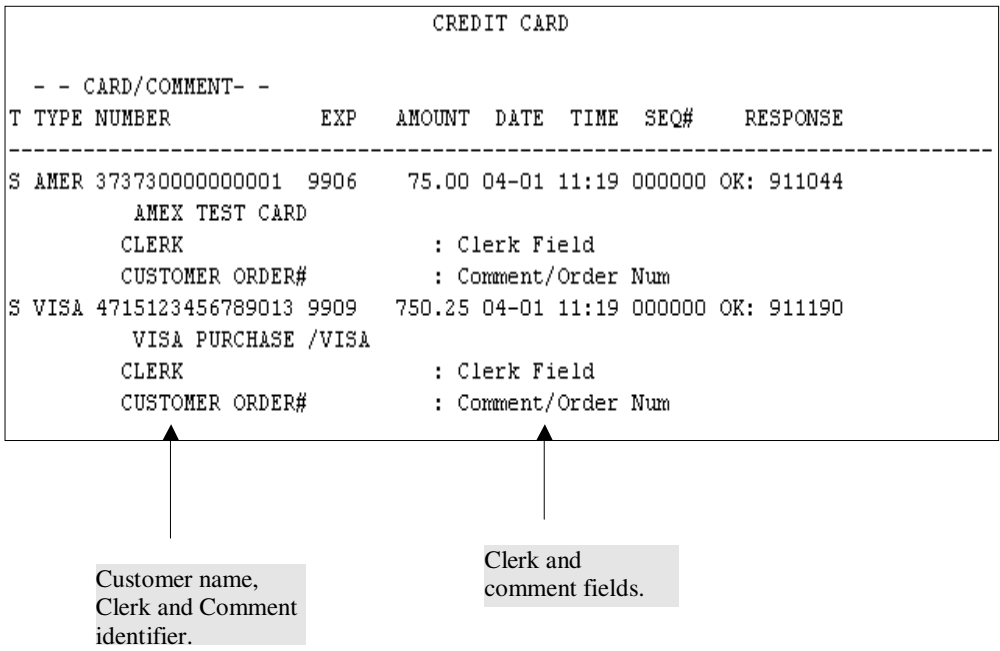 CREDIT CARD
- - CARD/COMMENT- -
T TYPE NUMBER EXP AMOUNT DATE TIME SEQ# RESPONSE
S AMER 373730000000001 9906 75.00 04-01 11:19 000000 OK: 911044
AMEX TEST CARD
CLERK : Clerk Field
CUSTOMER ORDER# : Comment/Order Num
S VISA 4715123456789013 9909 750.25 04-01 11:19 000000 OK: 911190
VISA PURCHASE /VISA
CLERK : Clerk Field
CUSTOMER ORDER# : Comment/Order Num
Customer name,
Clerk and Comment
identifier.
Clerk and
comment fields.